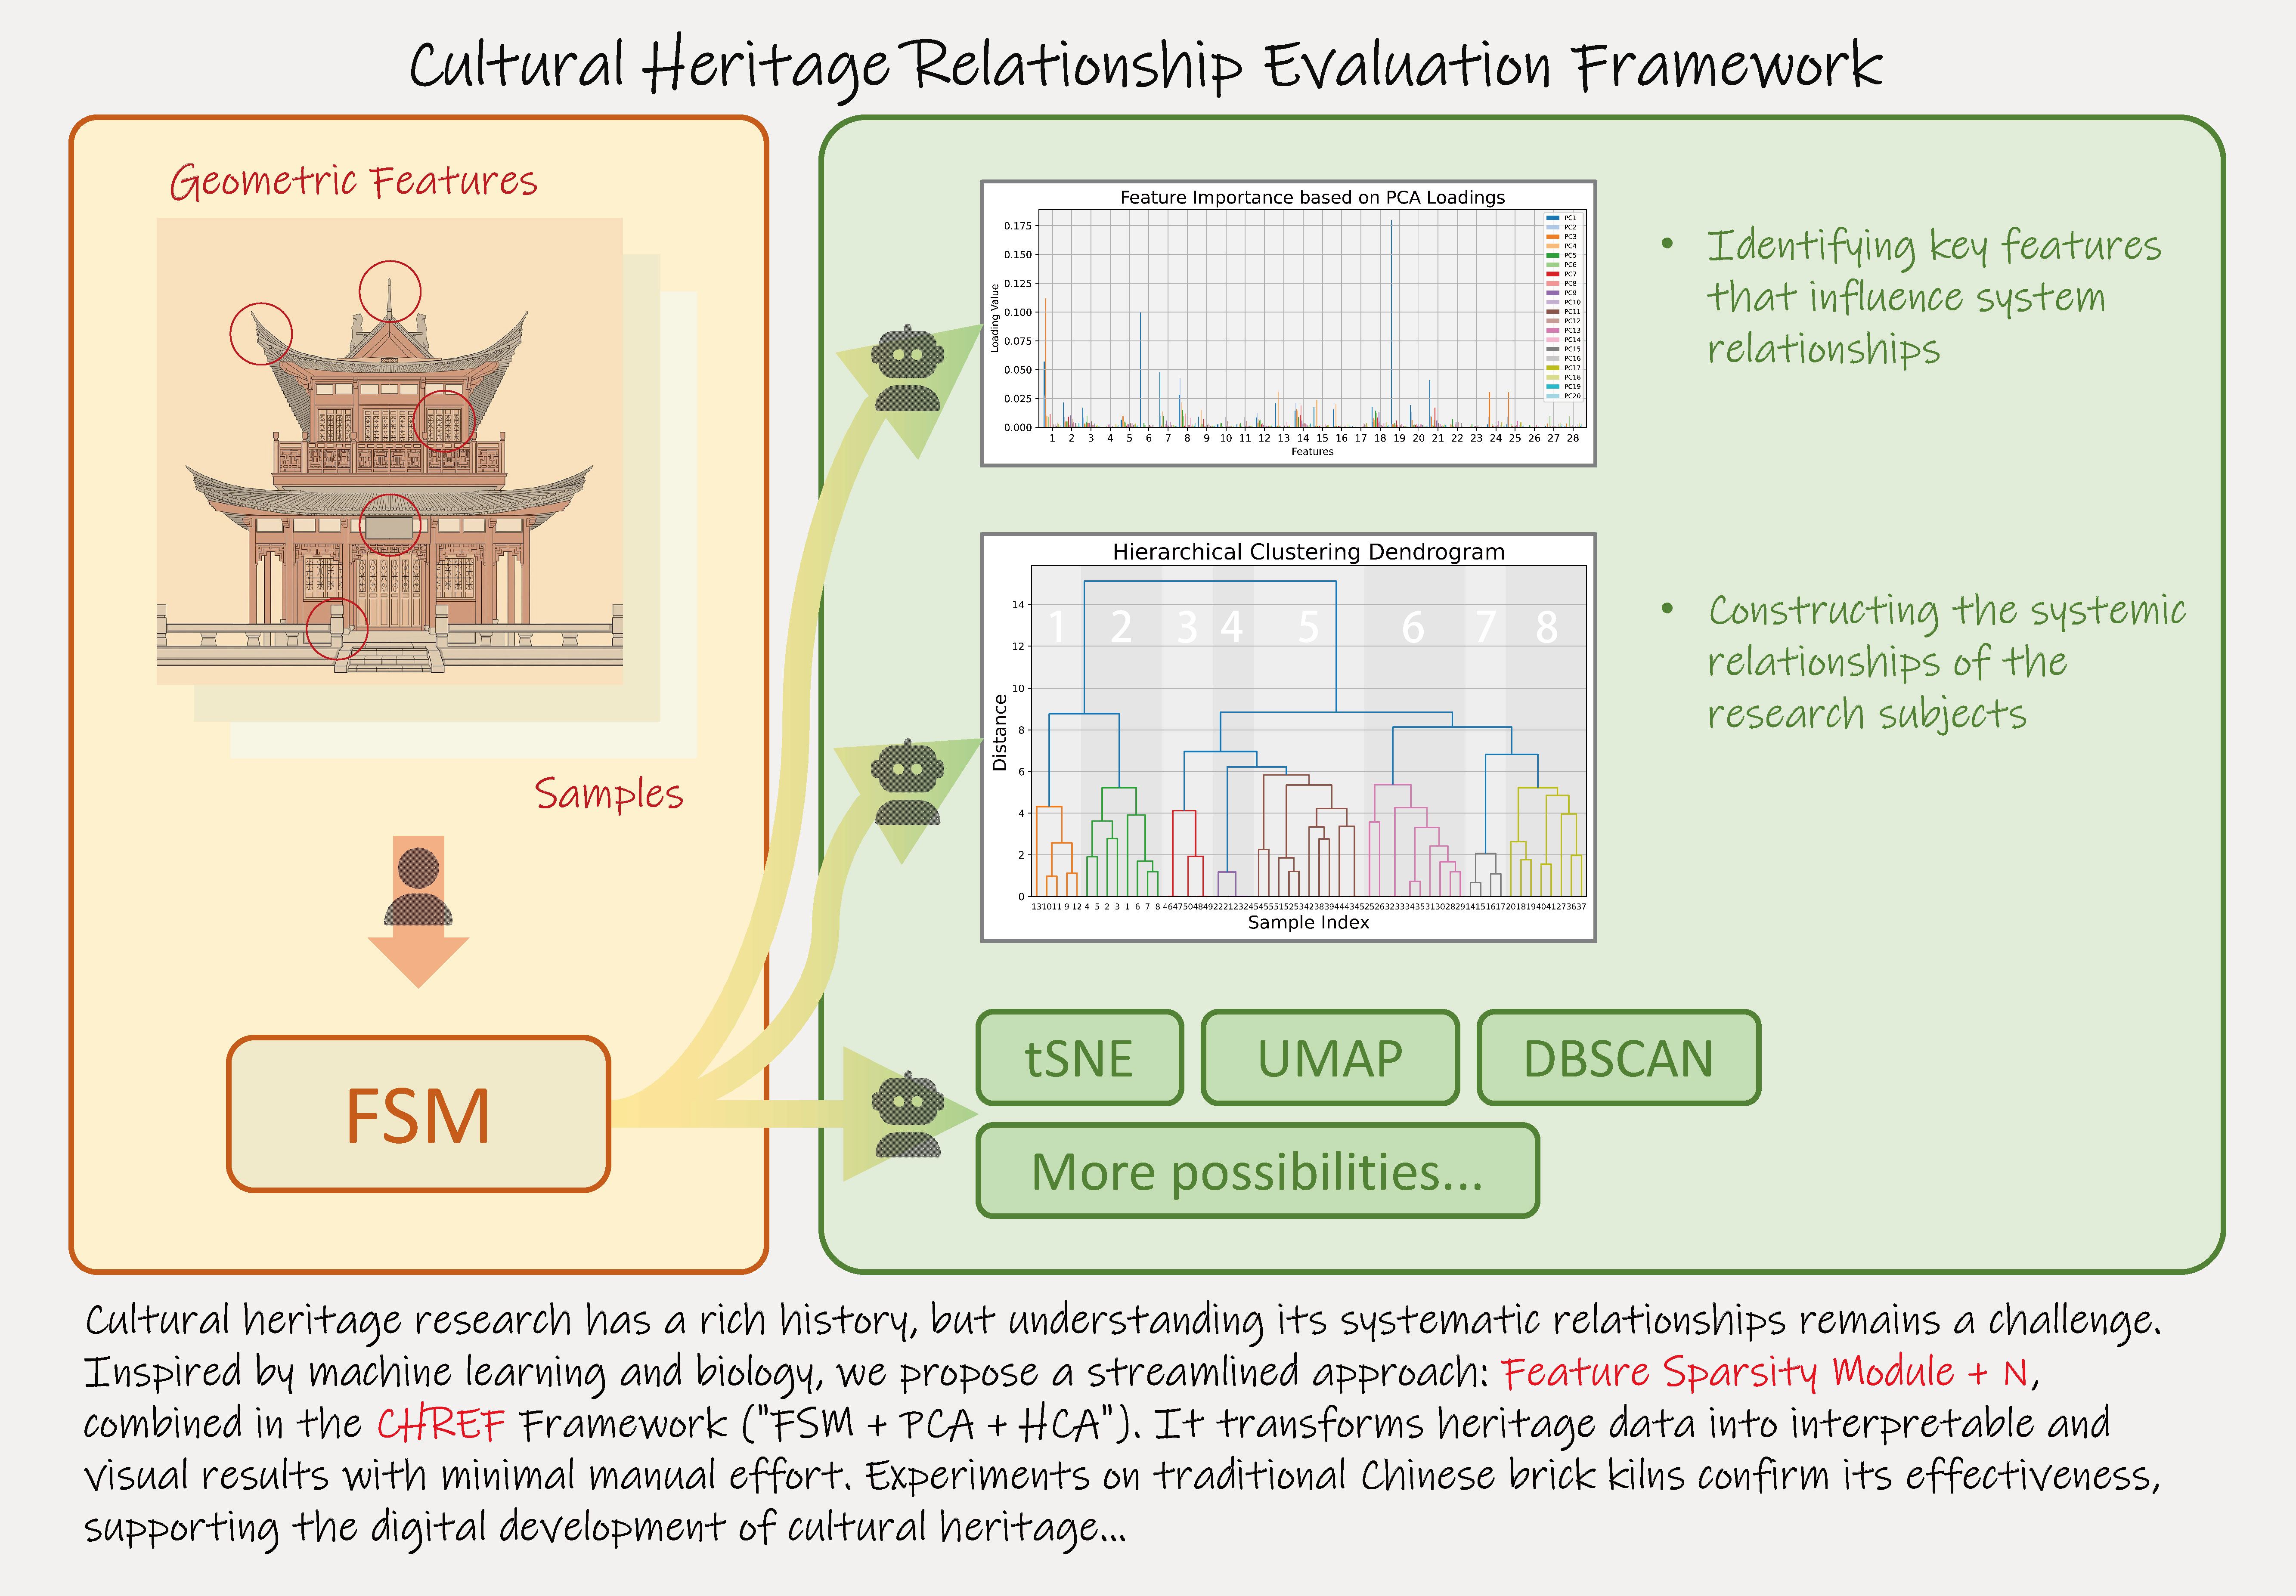 Cultural Heritage Relationship Evaluation Framework
Geometric Features
Samples
FSM
Feature Importance based on PCA Loadings
Loading Value
0.175
0.150
0.125
0.100
0.075
0.050
0.025
0.000
1 2 3 4 5 6 7 8 9 10 11 12 13 14 15 16 17 18 19 20 21 22 23 24 25 26 27 28
Features
PC1
PC2
PC3
PC4
PC5
PC6
PC7
PC8
PC9
PC10
PC11
PC12
PC13
PC14
PC15
PC16
PC17
PC18
PC19
PC20
• Identifying key features
that influence system
relationships
Hierarchical Clustering Dendrogram
Distance
14
12
10
8
6
4
2
0
1 2 3 4 5 6 7 8
Sample Index
• Constructing the systemic
relationships of the
research subjects
tSNE UMAP DBSCAN
More possibilities...
Cultural heritage research has a rich history, but understanding its systematic relationships remains a challenge.
Inspired by machine learning and biology, we propose a streamlined approach: Feature Sparsity Module + N,
combined in the CHREF Framework ("FSM + PCA + HCA"). It transforms heritage data into interpretable and
visual results with minimal manual effort. Experiments on traditional Chinese brick kilns confirm its effectiveness,
supporting the digital development of cultural heritage...